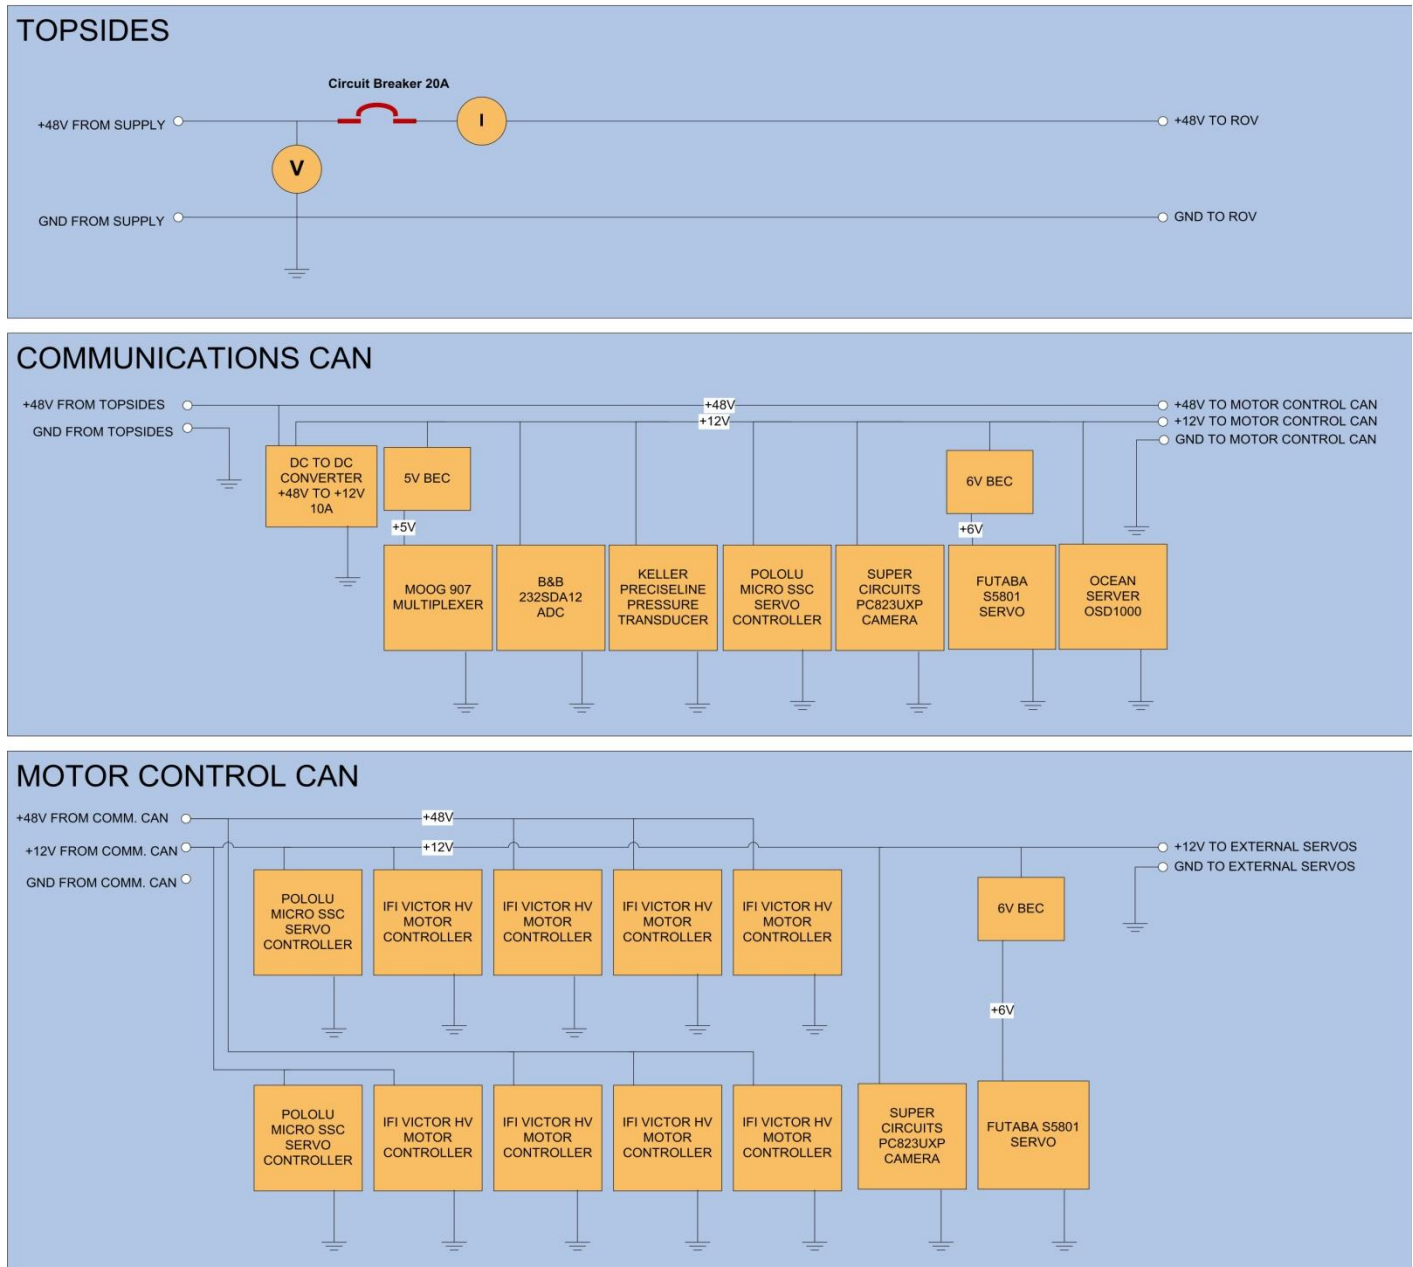 TOPSIDES
Circuit Breaker 20A
+48V FROM SUPPLY
I
+48V TO ROV
V
GND FROM SUPPLY
GND TO ROV
COMMUNICATIONS CAN
+48V FROM TOPSIDES
+48V
+48V TO MOTOR CONTROL CAN
+12V
+12V TO MOTOR CONTROL CAN
GND FROM TOPSIDES
GND TO MOTOR CONTROL CAN
DC TO DC
CONVERTER
+48V TO +12V
10A
5V BEC
6V BEC
+5V
+6V
MOOG 907
MULTIPLEXER
B&B
232SDA12
ADC
KELLER
PRECISELINE
PRESSURE
TRANSDUCER
POLOLU
MICRO SSC
SERVO
CONTROLLER
SUPER
CIRCUITS
PC823UXP
CAMERA
FUTABA
S5801
SERVO
OCEAN
SERVER
OSD1000
MOTOR CONTROL CAN
+48V FROM COMM. CAN
+48V
+12V FROM COMM. CAN
+12V
+12V TO EXTERNAL SERVOS
GND FROM COMM. CAN
GND TO EXTERNAL SERVOS
POLOLU
MICRO SSC
SERVO
CONTROLLER
IFI VICTOR HV
MOTOR
CONTROLLER
IFI VICTOR HV
MOTOR
CONTROLLER
IFI VICTOR HV
MOTOR
CONTROLLER
IFI VICTOR HV
MOTOR
CONTROLLER
6V BEC
+6V
POLOLU
MICRO SSC
SERVO
CONTROLLER
IFI VICTOR HV
MOTOR
CONTROLLER
IFI VICTOR HV
MOTOR
CONTROLLER
IFI VICTOR HV
MOTOR
CONTROLLER
IFI VICTOR HV
MOTOR
CONTROLLER
SUPER
CIRCUITS
PC823UXP
CAMERA
FUTABA S5801
SERVO